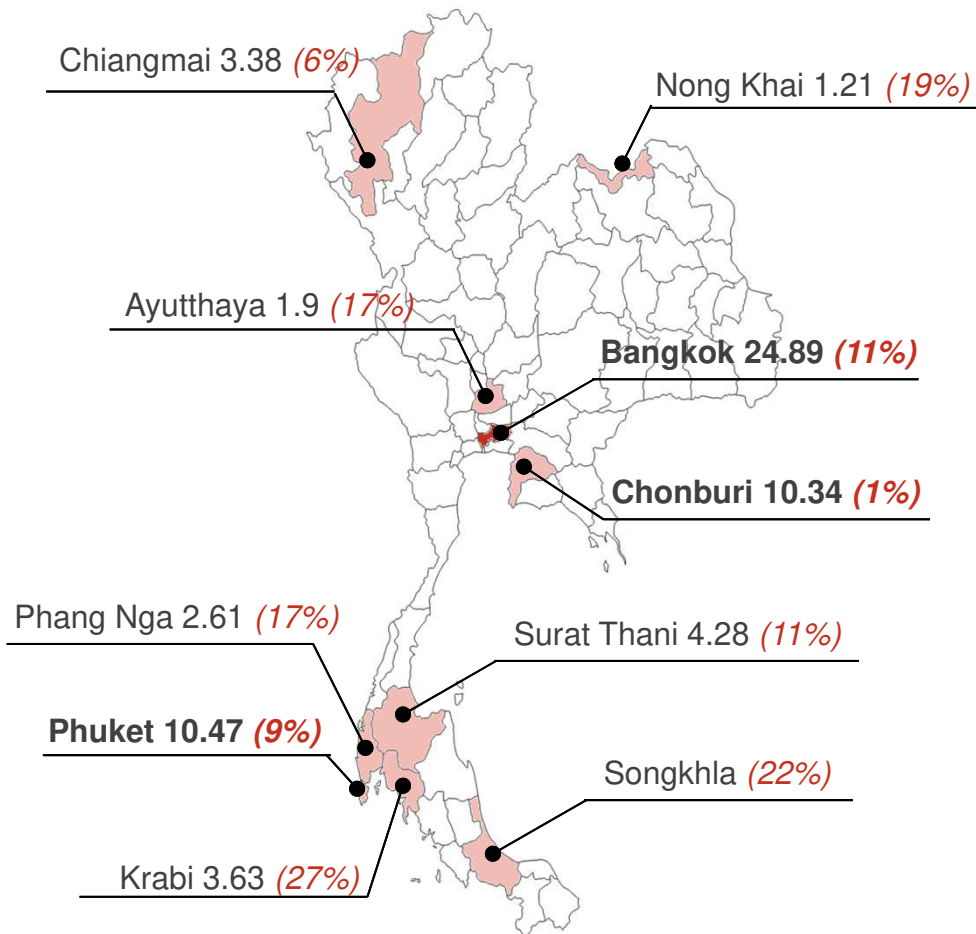 Chiangmai 3.38 (6%)
Nong Khai 1.21 (19%)
Ayutthaya 1.9 (17%)
Bangkok 24.89 (11%)
Chonburi 10.34 (1%)
Phang Nga 2.61 (17%)
Surat Thani 4.28 (11%)
Phuket 10.47 (9%)
Songkhla (22%)
Krabi 3.63 (27%)